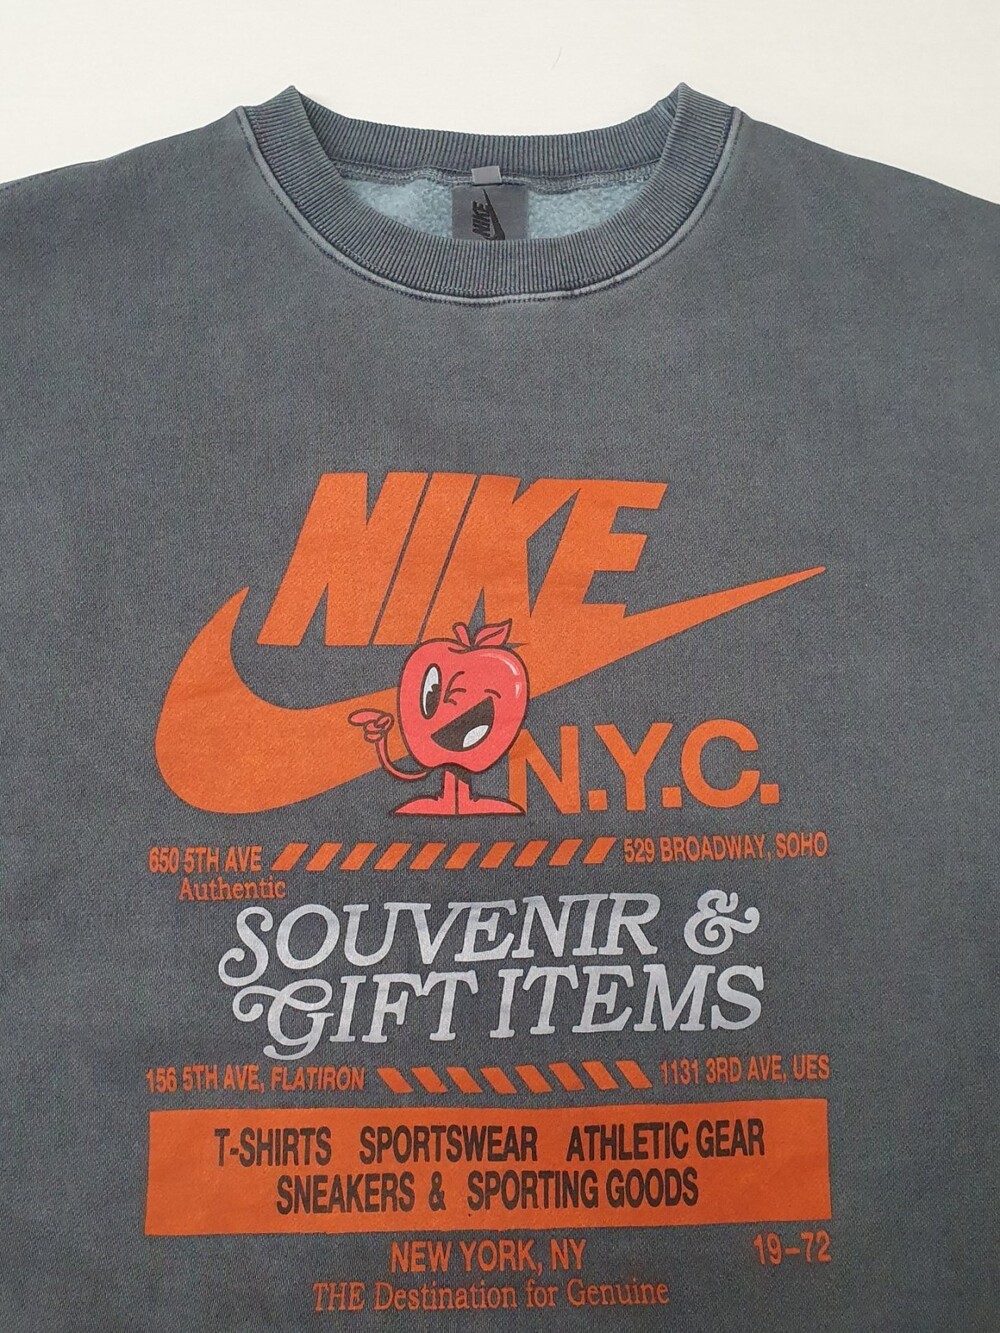 NIKE
NIKE
N.Y.C.
650 5TH AVE 529 BROADWAY, SOHO
Authentic
SOUVENIR &
GIFT ITEMS
156 5TH AVE, FLATIRON 1131 3RD AVE, UES
T-SHIRTS SPORTSWEAR ATHLETIC GEAR
SNEAKERS & SPORTING GOODS
NEW YORK, NY 19-72
THE Destination for Genuine